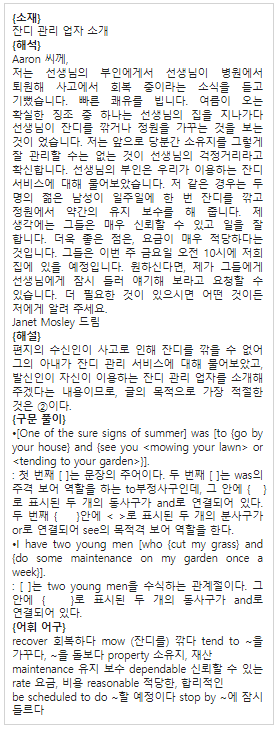 {소재}
잔디 관리 업자 소개
{해석}
Aaron 씨께,
저는 선생님의 부인에게서 선생님이 병원에서
퇴원해 사고에서 회복 중이라는 소식을 듣고
기뻤습니다. 빠른 쾌유를 빕니다. 여름이 오는
확실한 징조 중 하나는 선생님의 집을 지나가다
선생님이 잔디를 깎거나 정원을 가꾸는 것을 보는
것이 었습니다. 저는 앞으로 당분간 소유지를 그렇게
잘 관리할 수는 없는 것이 선생님의 걱정거리라고
확신합니다. 선생님의 부인은 우리가 이용하는 잔디
서비스에 대해 물어보았습니다. 저 같은 경우는 두
명의 젊은 남성이 일주일에 한 번 잔디를 깎고
정원에서 약간의 유지 보수를 해 줍니다. 제
생각에는 그들은 매우 신뢰할 수 있고 일을 잘
합니다. 더욱 좋은 점은, 요금이 매우 적당하다는
것입니다. 그들은 이번 주 금요일 오전 10시에 저희
집에 있을 예정입니다. 원하신다면, 제가 그들에게
선생님에게 잠시 들러 얘기해 보라고 요청할 수
있습니다. 더 필요한 것이 있으시면 어떤 것이든
저에게 알려 주세요.
Janet Mosley 드림
{해설}
편지의 수신인이 사고로 인해 잔디를 깎을 수 없어
그의 아내가 잔디 관리 서비스에 대해 물어보았고,
발신인이 자신이 이용하는 잔디 관리 업자를 소개해
주겠다는 내용이므로, 글의 목적으로 가장 적절한
것은 ②이다.
{구문 풀이}
•[One of the sure signs of summer] was [to {go by
your house} and {see you <mowing your lawn> or
<tending to your garden>}].
: 첫 번째 [ ]는 문장의 주어이다. 두 번째 [ ]는 was의
주격 보어 역할을 하는 to부정사구인데, 그 안에 { }
로 표시된 두 개의 동사구가 and로 연결되어 있다.
두 번째 { }안에 < >로 표시된 두 개의 분사구가
or로 연결되어 see의 목적격 보어 역할을 한다.
•I have two young men [who {cut my grass} and
{do some maintenance on my garden once a
week}].
: [ ]는 two young men을 수식하는 관계절이다. 그
안에 { }로 표시된 두 개의 동사구가 and로
연결되어 있다.
{어휘 어구}
recover 회복하다 mow (잔디를) 깎다 tend to ~을
가꾸다, ~을 돌보다 property 소유지, 재산
maintenance 유지 보수 dependable 신뢰할 수 있는
rate 요금, 비용 reasonable 적당한, 합리적인
be scheduled to do ~할 예정이다 stop by ~에 잠시
들르다